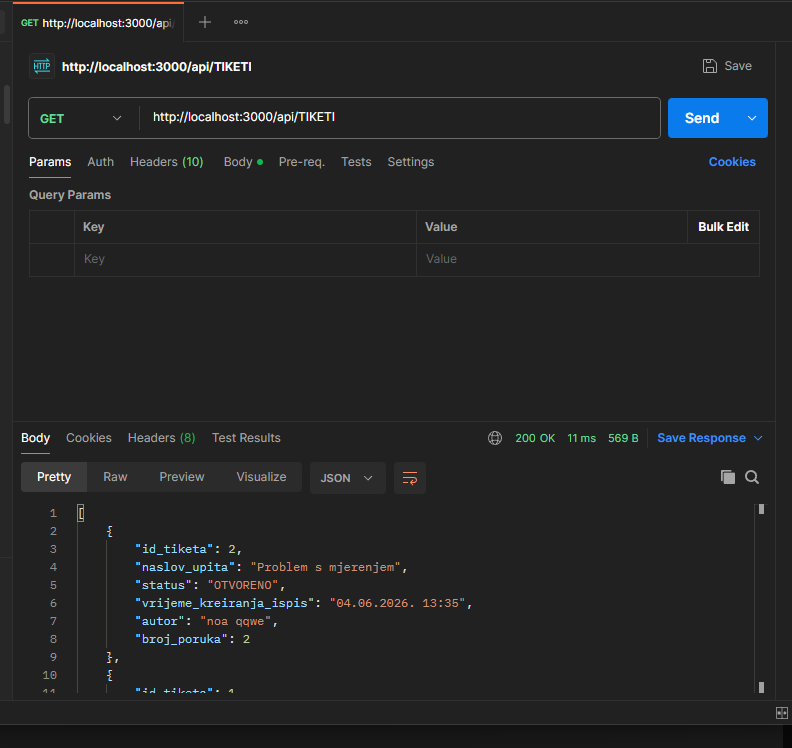 GET http://localhost:3000/api/
HTTP http://localhost:3000/api/TIKETI Save
GET http://localhost:3000/api/TIKETI Send
Params Auth Headers (10) Body Pre-req. Tests Settings Cookies
Query Params
Key Value Bulk Edit
Key Value
Body Cookies Headers (8) Test Results 200 OK 11 ms 569 B Save Response
Pretty Raw Preview Visualize JSON
1 [
2 {
3 "id_tiketa": 2,
4 "naslov_upita": "Problem s mjerenjem",
5 "status": "OTVORENO",
6 "vrijeme_kreiranja_ispis": "04.06.2026. 13:35",
7 "autor": "noa qqwe",
8 "broj_poruka": 2
9 },
10 {
11 "id_tiketa": 1,